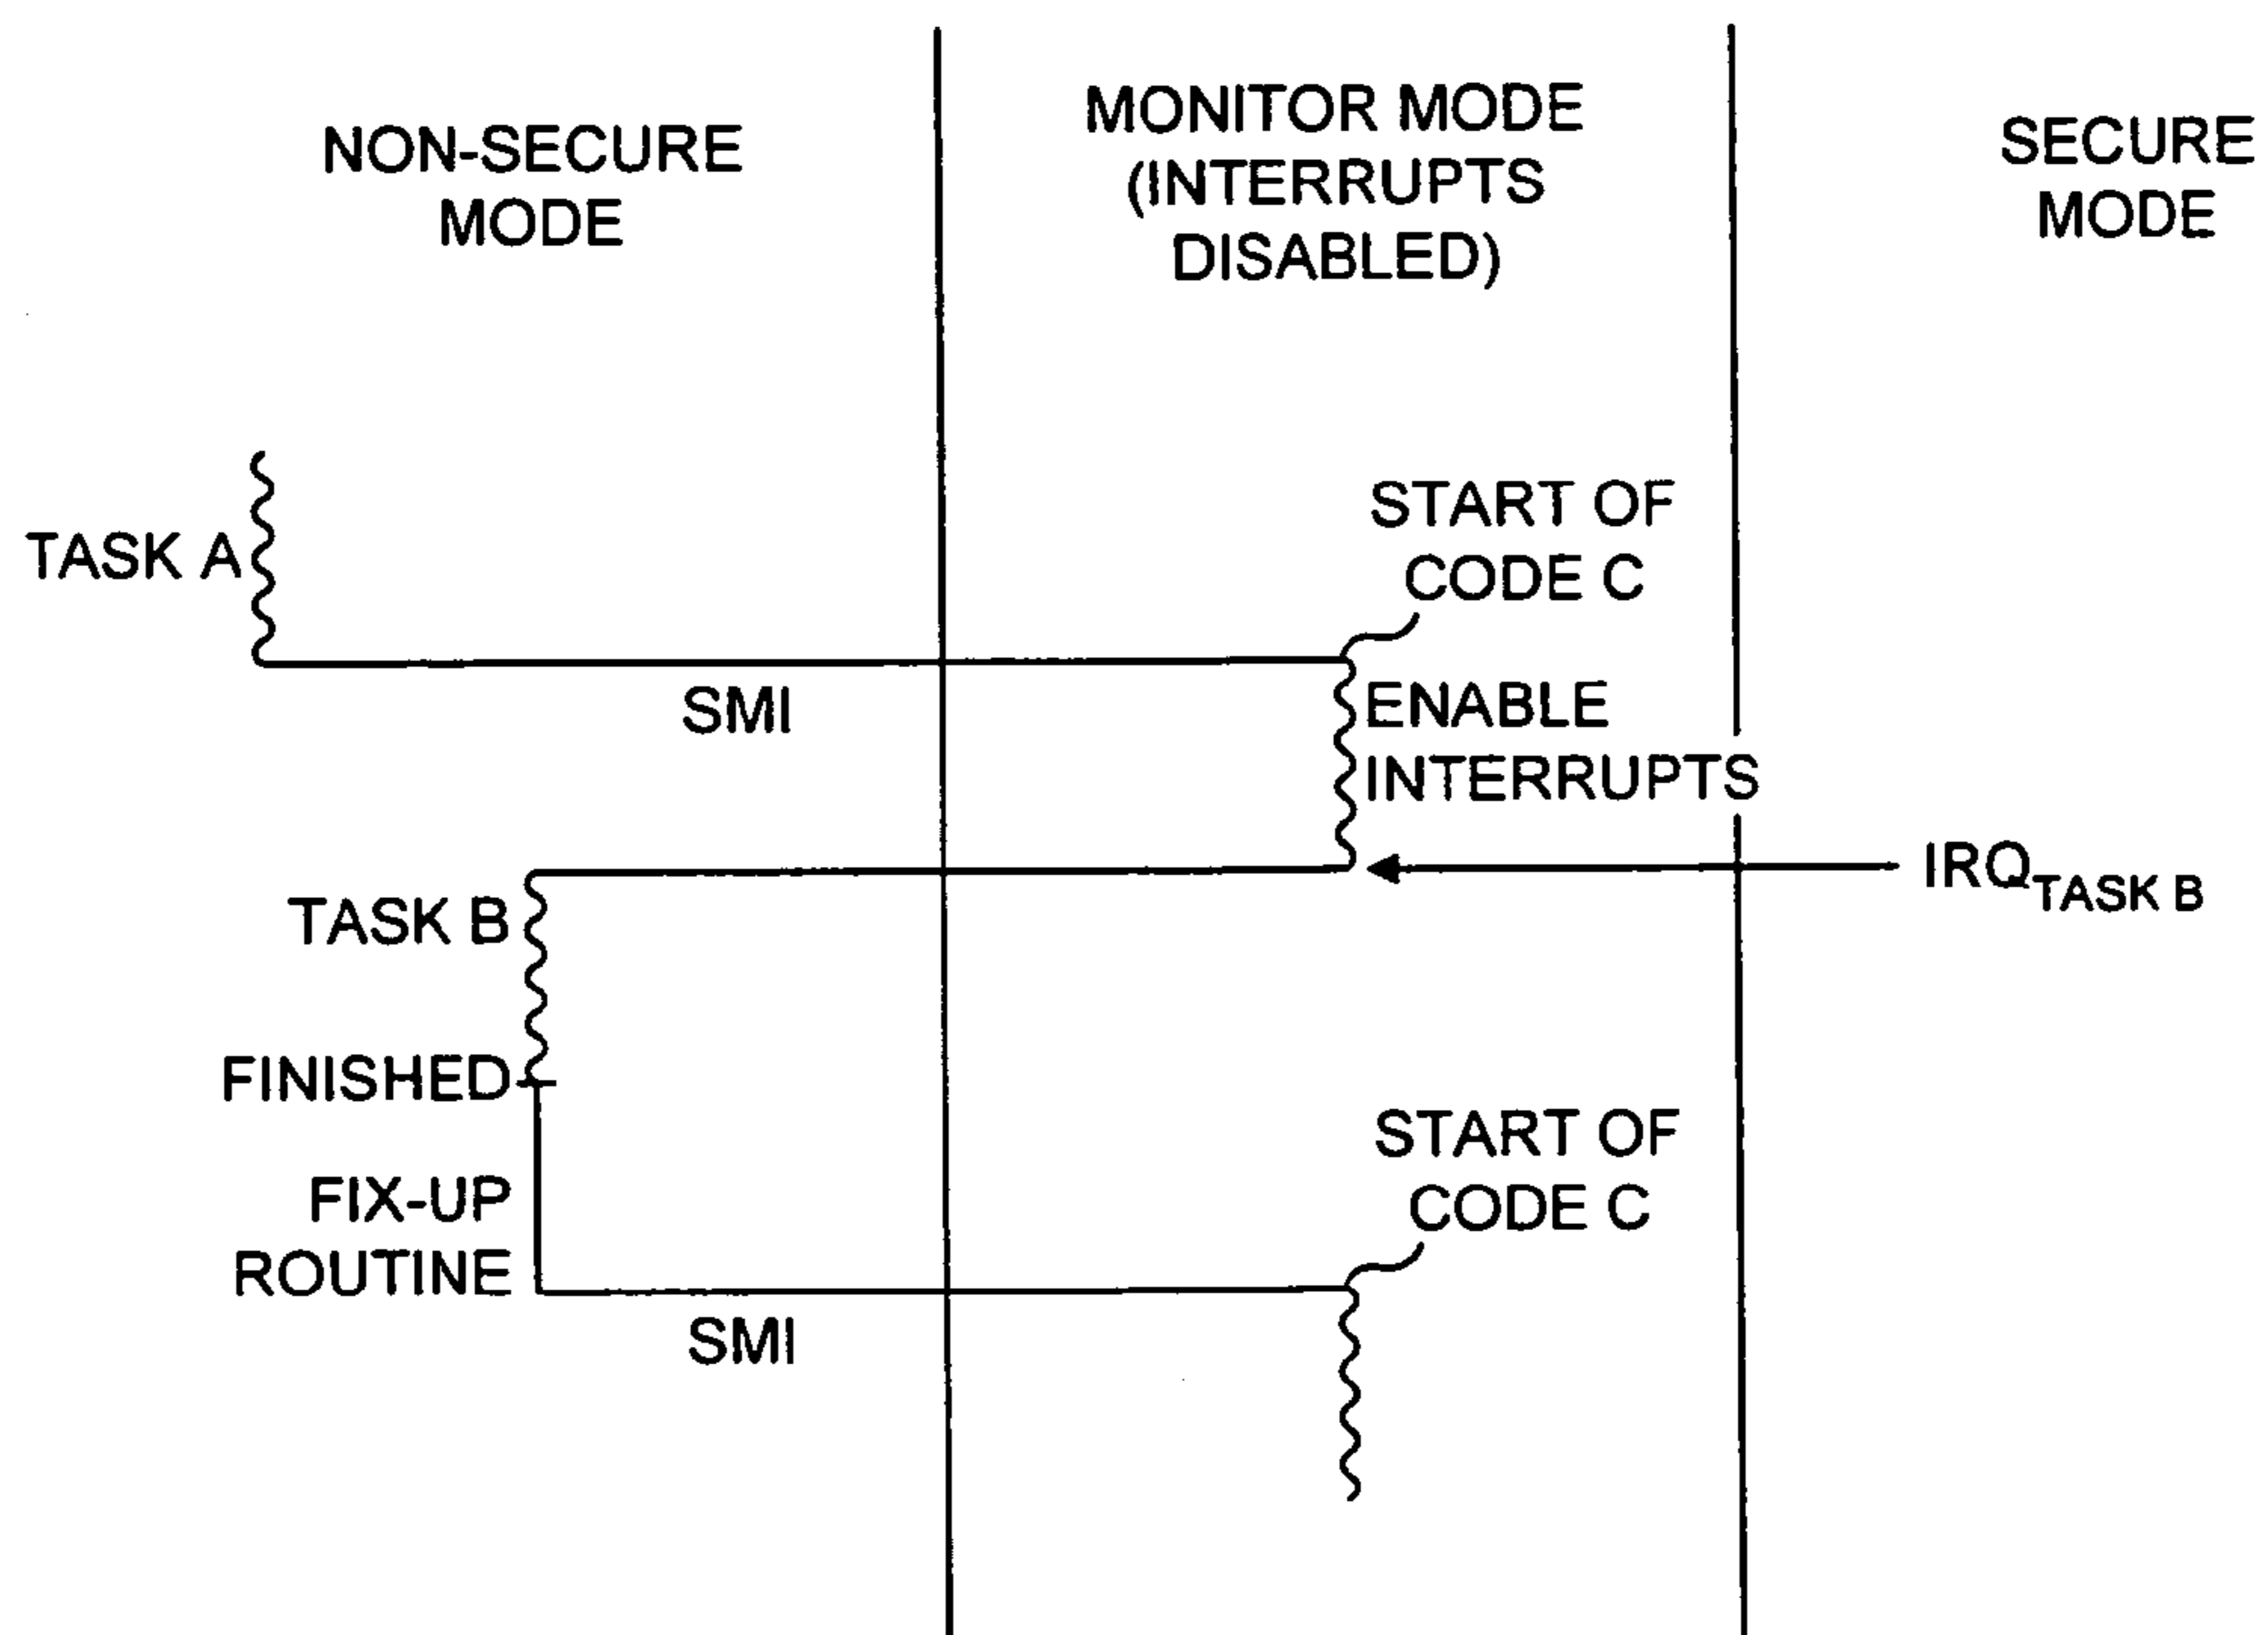 NON-SECURE
MODE
MONITOR MODE
(INTERRUPTS
DISABLED)
SECURE
MODE
TASK A
START OF
CODE C
SMI
ENABLE
INTERRUPTS
IRQTASK B
TASK B
FINISHED
START OF
CODE C
FIX-UP
ROUTINE
SMI